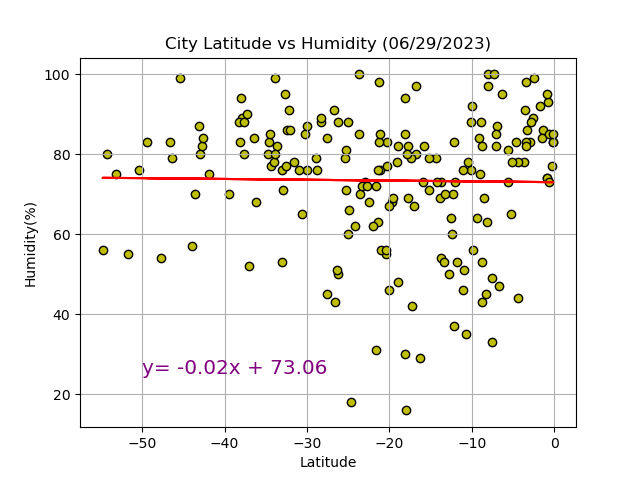 City Latitude vs Humidity (06/29/2023)
100
80
60
40
20
Humidity(%)
y= -0.02x + 73.06
−50 −40 −30 −20 −10 0
Latitude